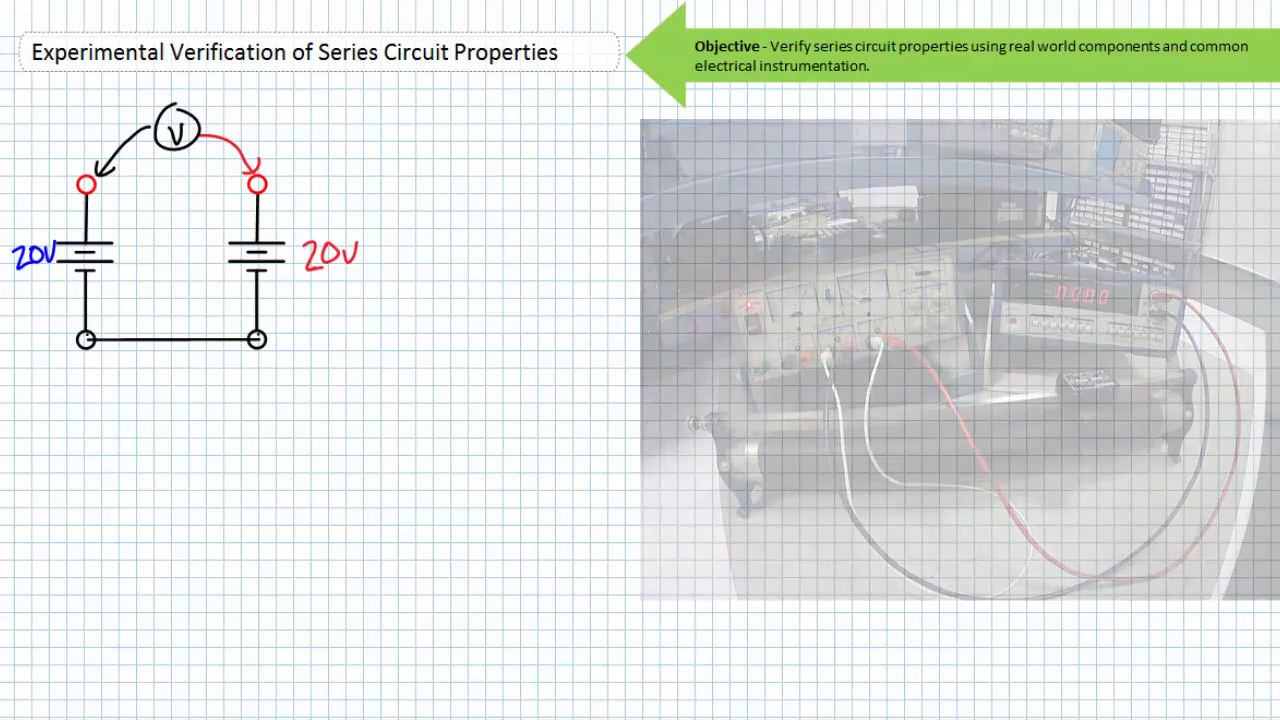 Experimental Verification of Series Circuit Properties
Objective - Verify series circuit properties using real world components and common
electrical instrumentation.
V
20V
20V